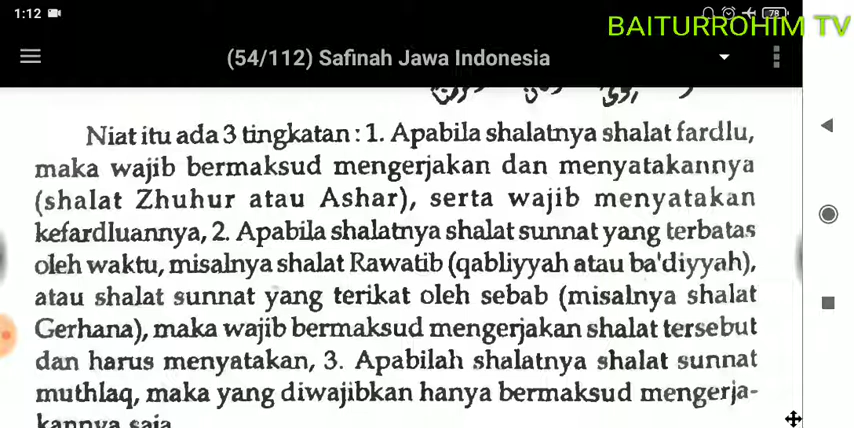 1:12
78
BAITURROHIM TV
(54/112) Safinah Jawa Indonesia
Niat itu ada 3 tingkatan : 1. Apabila shalatnya shalat fardlu,
maka wajib bermaksud mengerjakan dan menyatakannya
(shalat Zhuhur atau Ashar), serta wajib menyatakan
kefardluannya, 2. Apabila shalatnya shalat sunnat yang terbatas
oleh waktu, misalnya shalat Rawatib (qabliyyah atau ba'diyyah),
atau shalat sunnat yang terikat oleh sebab (misalnya shalat
Gerhana), maka wajib bermaksud mengerjakan shalat tersebut
dan harus menyatakan, 3. Apabilah shalatnya shalat sunnat
muthlaq, maka yang diwajibkan hanya bermaksud mengerja-
kannya saja